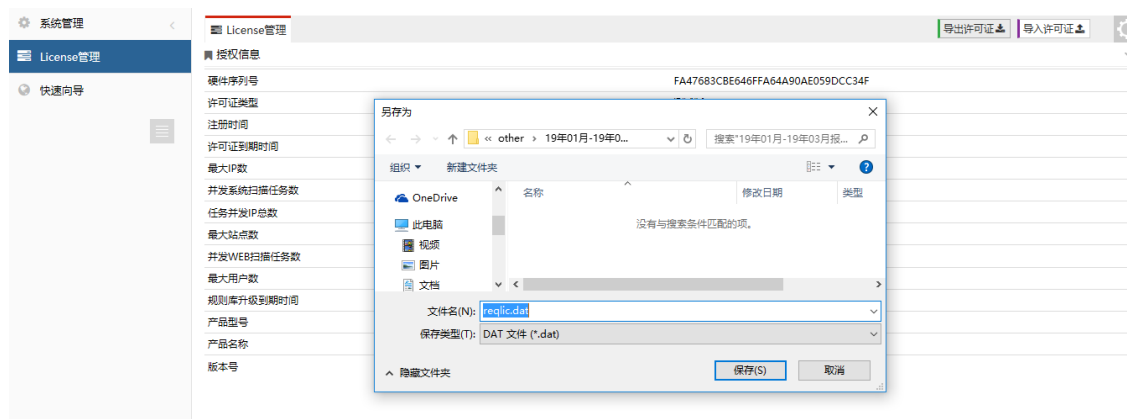 系统管理
License管理
快速向导
License管理
导出许可证
导入许可证
授权信息
硬件序列号 FA47683CBE646FFA64A90AE059DCC34F
许可证类型
注册时间
许可证到期时间
最大IP数
并发系统扫描任务数
任务并发IP总数
最大站点数
并发WEB扫描任务数
最大用户数
规则库升级到期时间
产品型号
产品名称
版本号
另存为
« other › 19年01月-19年0...
搜索"19年01月-19年03月报...
组织
新建文件夹
名称 修改日期 类型
没有与搜索条件匹配的项。
OneDrive
此电脑
视频
图片
文档
文件名(N): reqlic.dat
保存类型(T): DAT 文件 (*.dat)
隐藏文件夹
保存(S)
取消